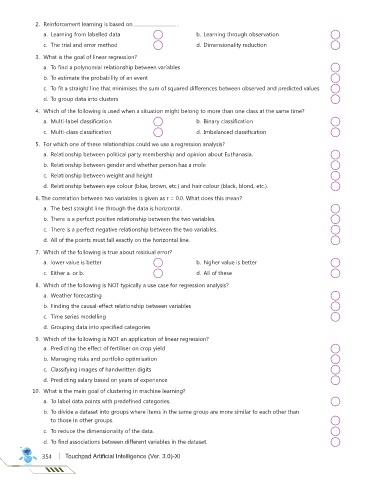 2. Reinforcement learning is based on ________________ .
a. Learning from labelled data b. Learning through observation
c. The trial and error method d. Dimensionality reduction
3. What is the goal of linear regression?
a. To find a polynomial relationship between variables
b. To estimate the probability of an event
c. To fit a straight line that minimises the sum of squared differences between observed and predicted values
d. To group data into clusters
4. Which of the following is used when a situation might belong to more than one class at the same time?
a. Multi-label classification b. Binary classification
c. Multi-class classification d. Imbalanced classification
5. For which one of these relationships could we use a regression analysis?
a. Relationship between political party membership and opinion about Euthanasia.
b. Relationship between gender and whether person has a mole
c. Relationship between weight and height
d. Relationship between eye colour (blue, brown, etc.) and hair colour (black, blond, etc.).
6. The correlation between two variables is given as r = 0.0. What does this mean?
a. The best straight line through the data is horizontal.
b. There is a perfect positive relationship between the two variables.
c. There is a perfect negative relationship between the two variables.
d. All of the points must fall exactly on the horizontal line.
7. Which of the following is true about residual error?
a. lower value is better b. higher value is better
c. Either a. or b. d. All of these
8. Which of the following is NOT typically a use case for regression analysis?
a. Weather forecasting
b. Finding the causal-effect relationship between variables
c. Time series modelling
d. Grouping data into specified categories
9. Which of the following is NOT an application of linear regression?
a. Predicting the effect of fertiliser on crop yield
b. Managing risks and portfolio optimisation
c. Classifying images of handwritten digits
d. Predicting salary based on years of experience
10. What is the main goal of clustering in machine learning?
a. To label data points with predefined categories.
b. To divide a dataset into groups where items in the same group are more similar to each other than
to those in other groups.
c. To reduce the dimensionality of the data.
d. To find associations between different variables in the dataset.
354 | Touchpad Artificial Intelligence (Ver. 3.0)-XI